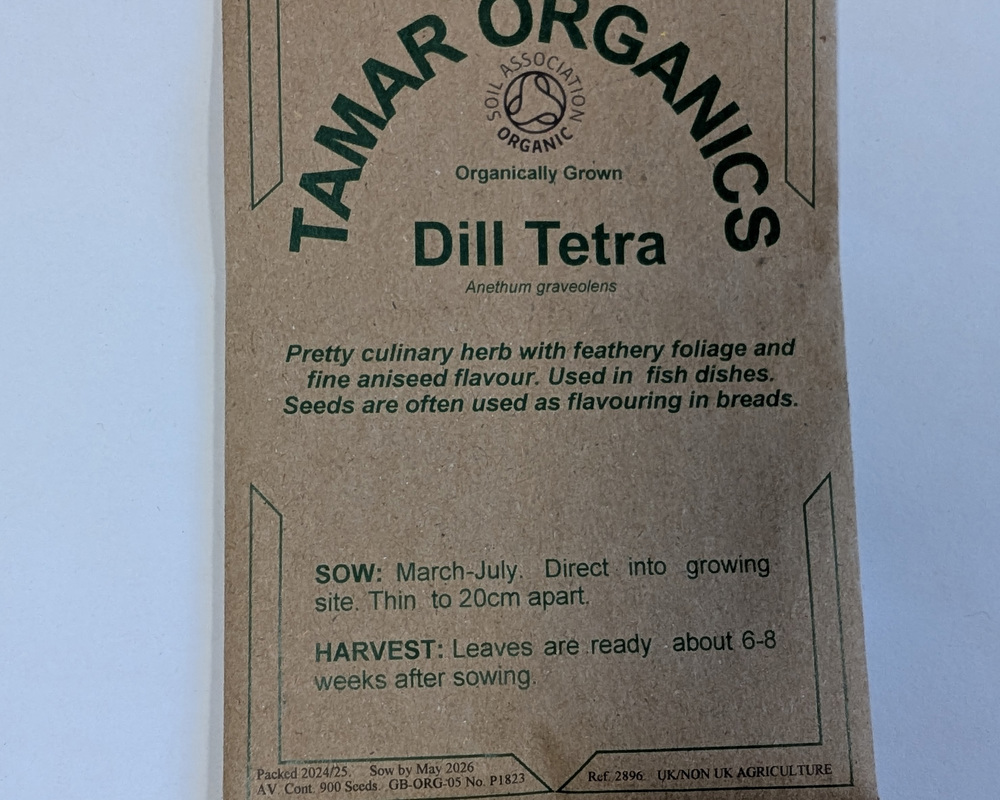 TAMAR ORGANICS
SOIL ASSOCIATION
ORGANIC
Organically Grown
Dill Tetra
Anethum graveolens
Pretty culinary herb with feathery foliage and
fine aniseed flavour. Used in fish dishes.
Seeds are often used as flavouring in breads.
SOW: March-July. Direct into growing
site. Thin to 20cm apart.
HARVEST: Leaves are ready about 6-8
weeks after sowing.
Packed 2024/25. Sow by May 2026
AV. Cont. 900 Seeds. GB-ORG-05 No. P1823
Ref. 2896. UK/NON UK AGRICULTURE